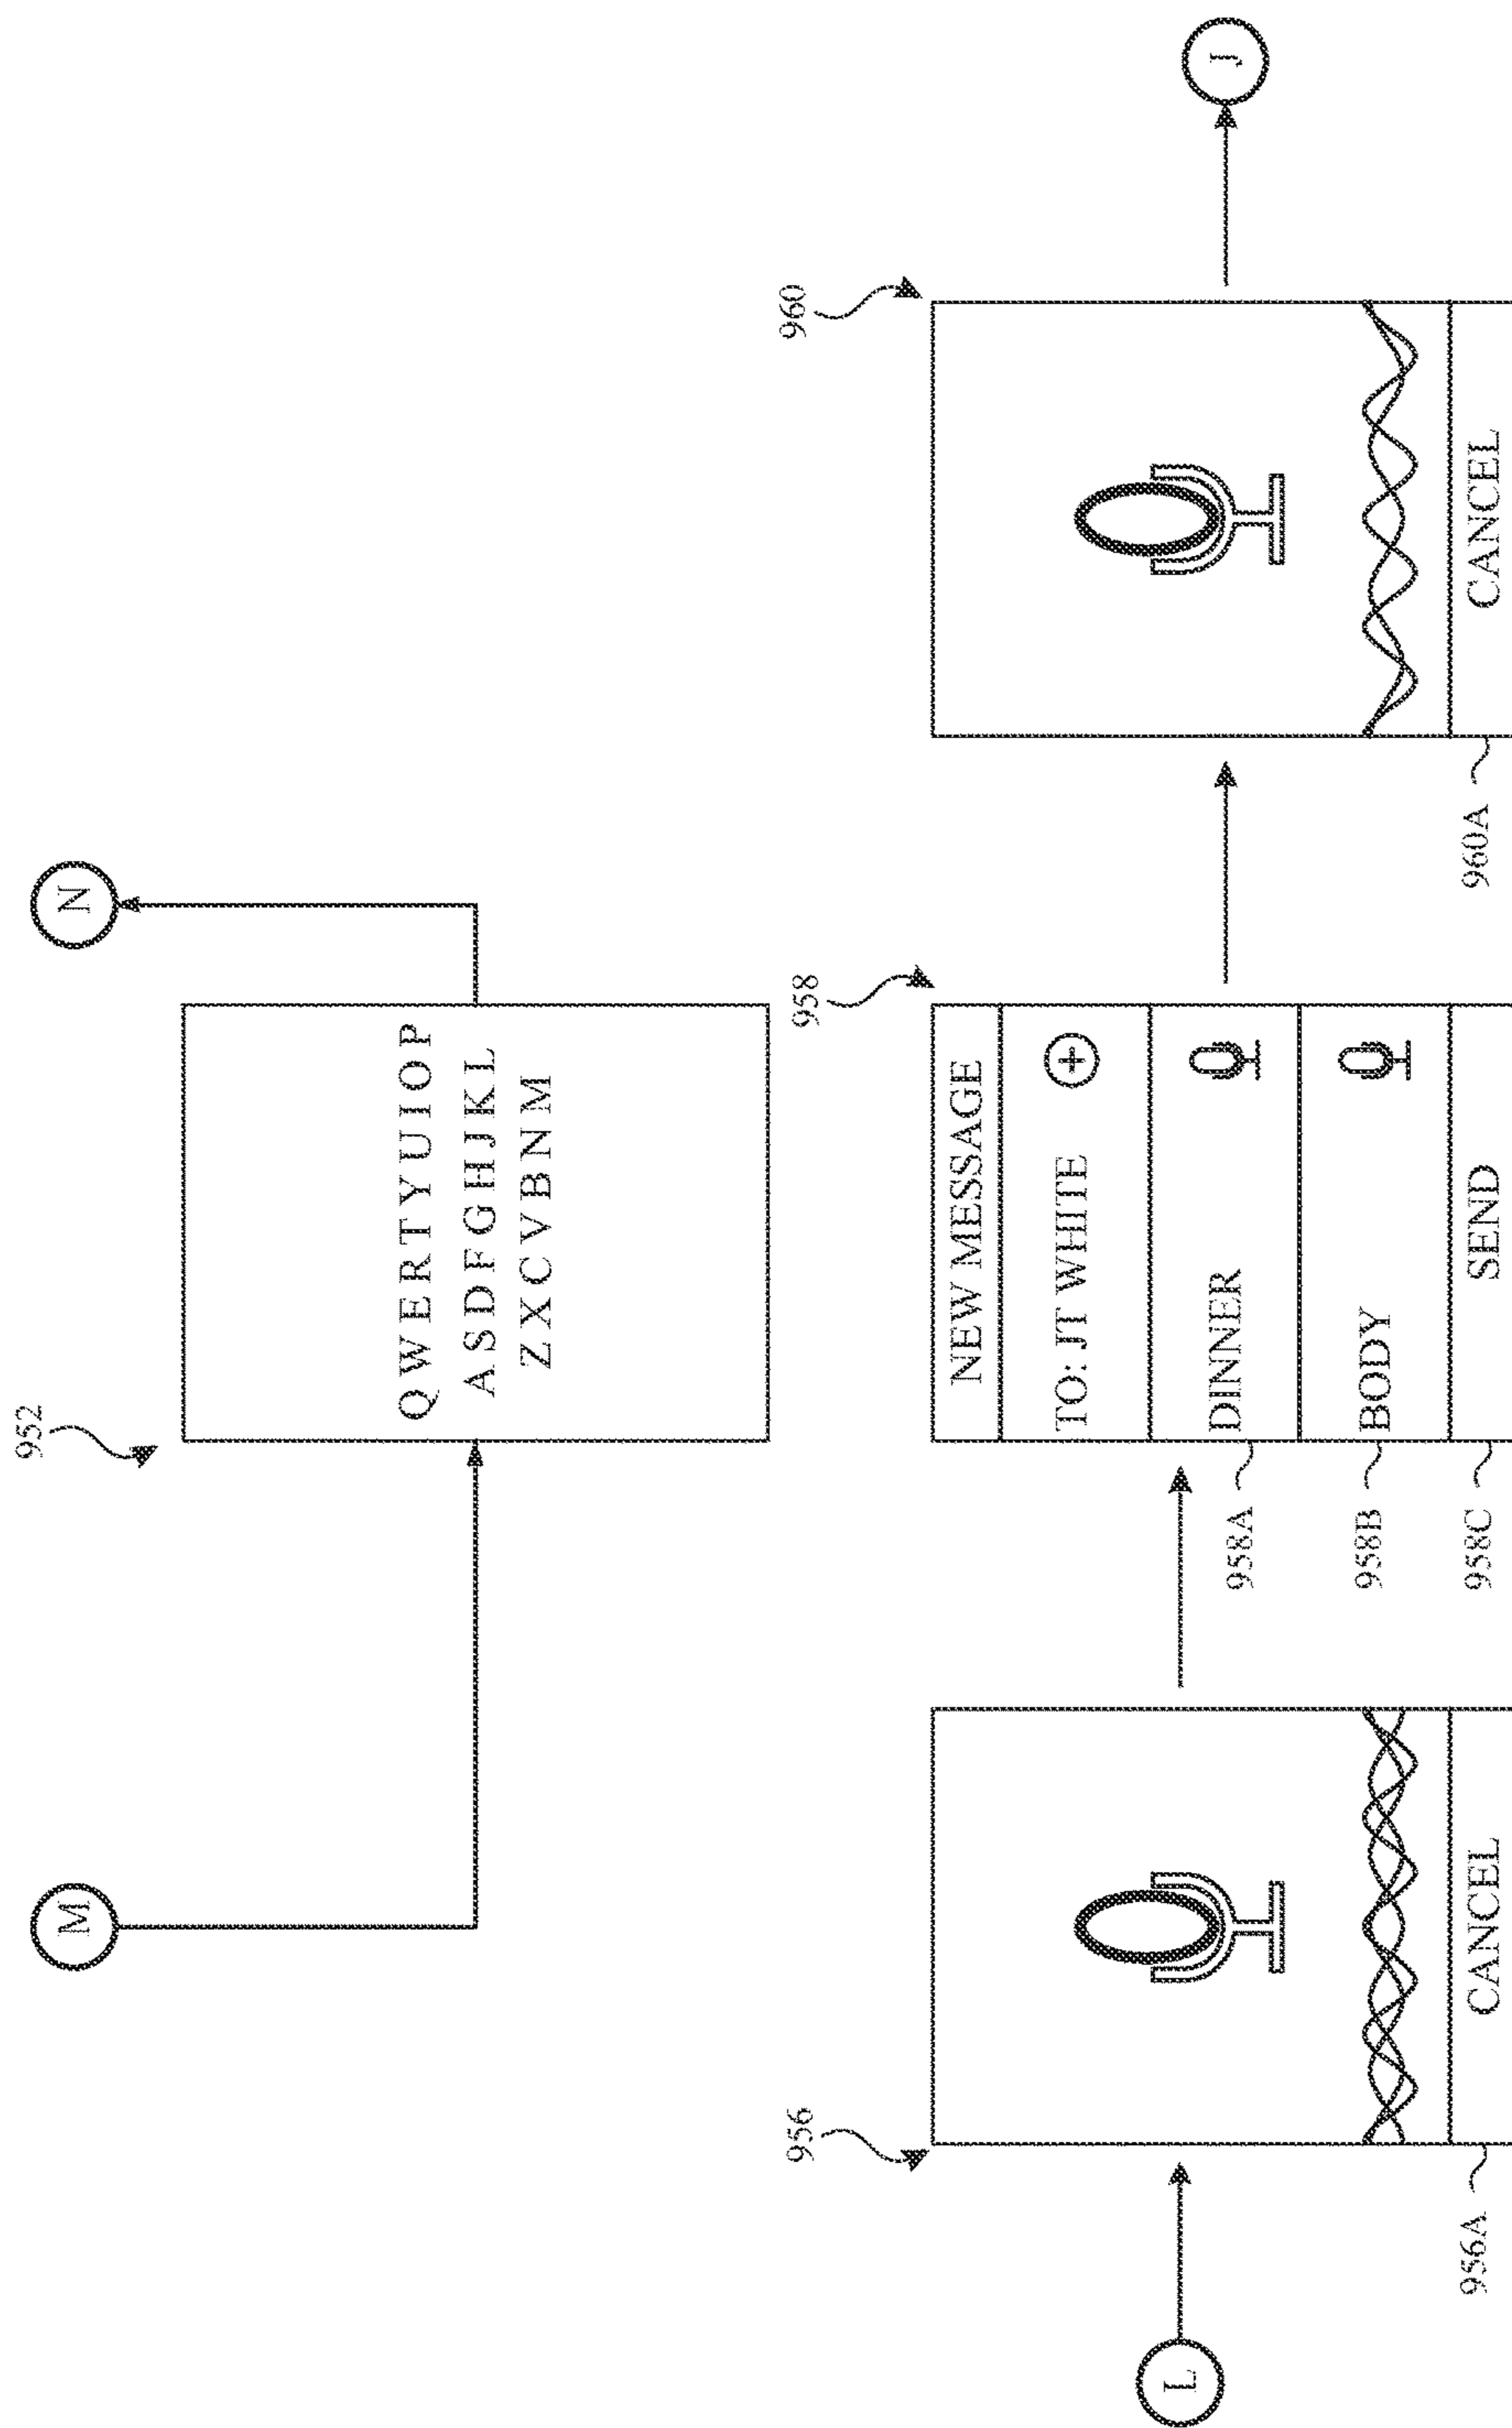 M
N
952
Q W E R T Y U I O P
A S D F G H J K L
Z X C V B N M
L
956
CANCEL
956A
958
NEW MESSAGE
TO: JT WHITE +
DINNER
958A
BODY
958B
SEND
958C
960
CANCEL
960A
J